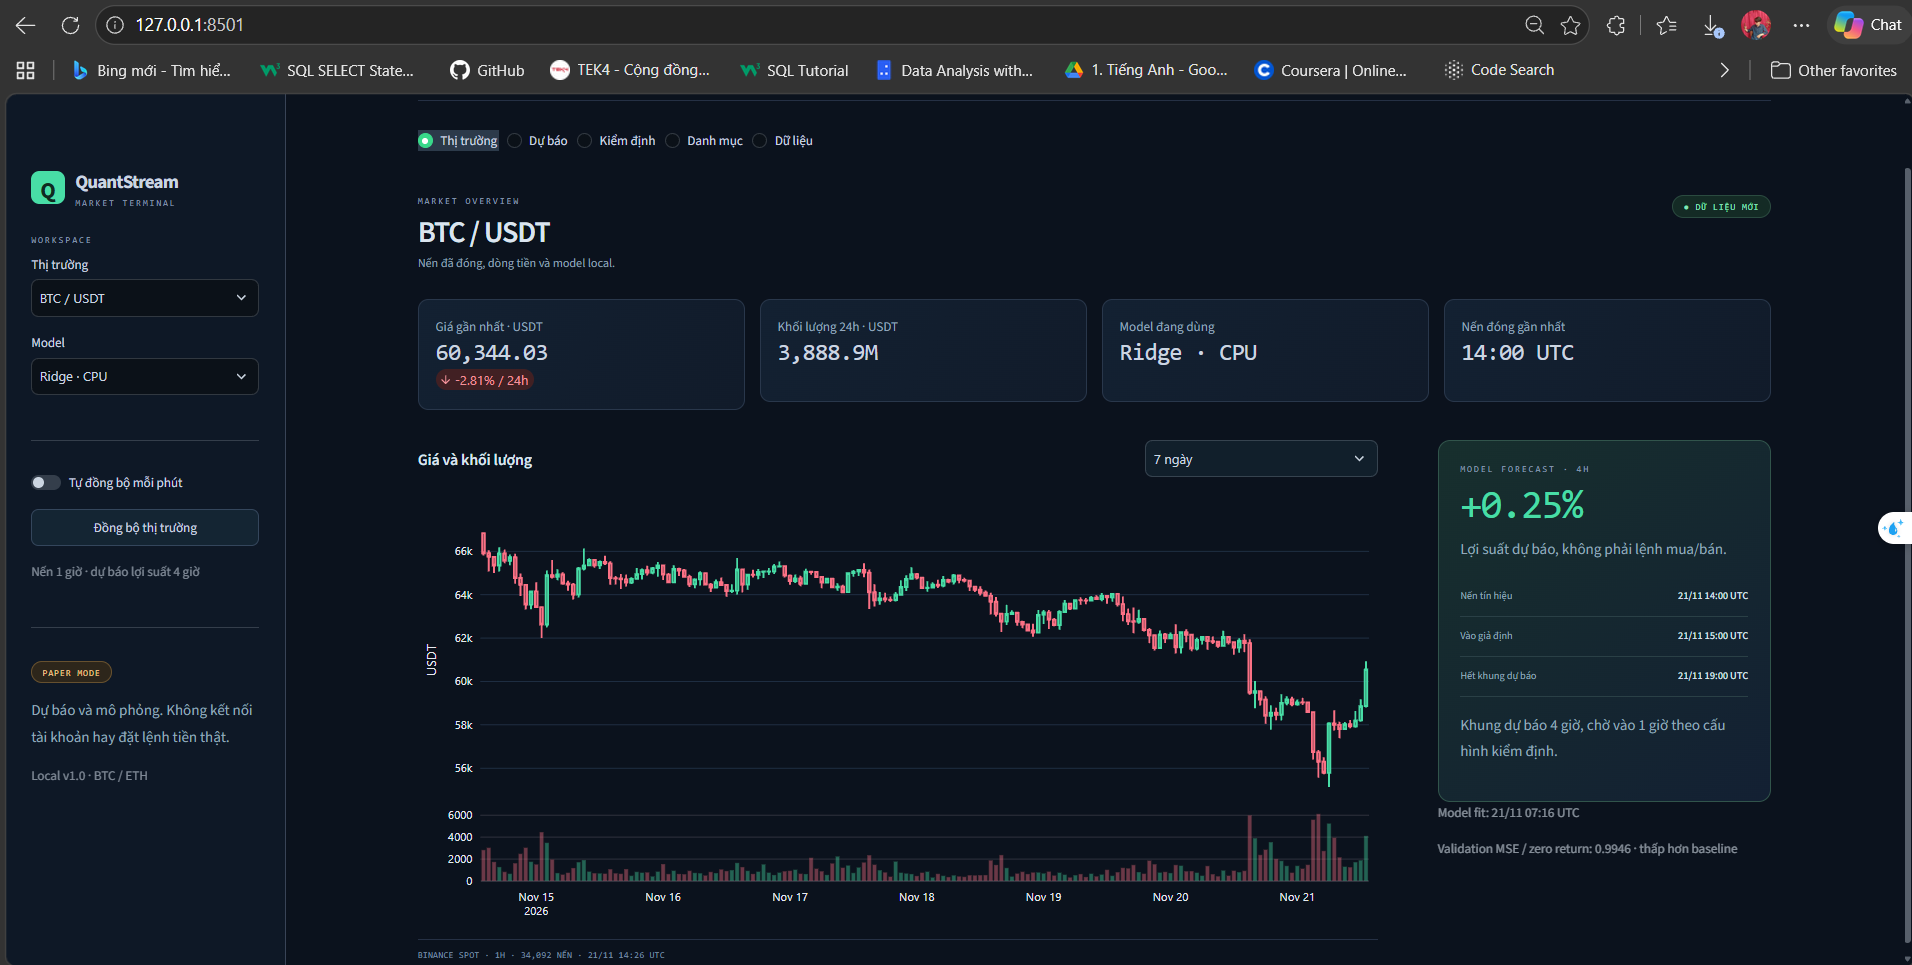 127.0.0.1:8501
Chat
Bing mới - Tìm hiể...
SQL SELECT State...
GitHub
TEK4 - Cộng đồng...
SQL Tutorial
Data Analysis with...
1. Tiếng Anh - Goo...
Coursera | Online...
Code Search
Other favorites
Q
QuantStream
MARKET TERMINAL
WORKSPACE
Thị trường
BTC / USDT
Model
Ridge · CPU
Tự đồng bộ mỗi phút
Đồng bộ thị trường
Nến 1 giờ · dự báo lợi suất 4 giờ
PAPER MODE
Dự báo và mô phỏng. Không kết nối
tài khoản hay đặt lệnh tiền thật.
Local v1.0 · BTC / ETH
Thị trường Dự báo Kiểm định Danh mục Dữ liệu
MARKET OVERVIEW
BTC / USDT
Nến đã đóng, dòng tiền và model local.
● DỮ LIỆU MỚI
Giá gần nhất · USDT
60,344.03
↓ -2.81% / 24h
Khối lượng 24h · USDT
3,888.9M
Model đang dùng
Ridge · CPU
Nến đóng gần nhất
14:00 UTC
Giá và khối lượng
7 ngày
USDT
66k
64k
62k
60k
58k
56k
6000
4000
2000
0
Nov 15 Nov 16 Nov 17 Nov 18 Nov 19 Nov 20 Nov 21
2026
MODEL FORECAST · 4H
+0.25%
Lợi suất dự báo, không phải lệnh mua/bán.
Nến tín hiệu 21/11 14:00 UTC
Vào giả định 21/11 15:00 UTC
Hết khung dự báo 21/11 19:00 UTC
Khung dự báo 4 giờ, chờ vào 1 giờ theo cấu
hình kiểm định.
Model fit: 21/11 07:16 UTC
Validation MSE / zero return: 0.9946 · thấp hơn baseline
BINANCE SPOT · 1H · 34,092 NẾN · 21/11 14:26 UTC